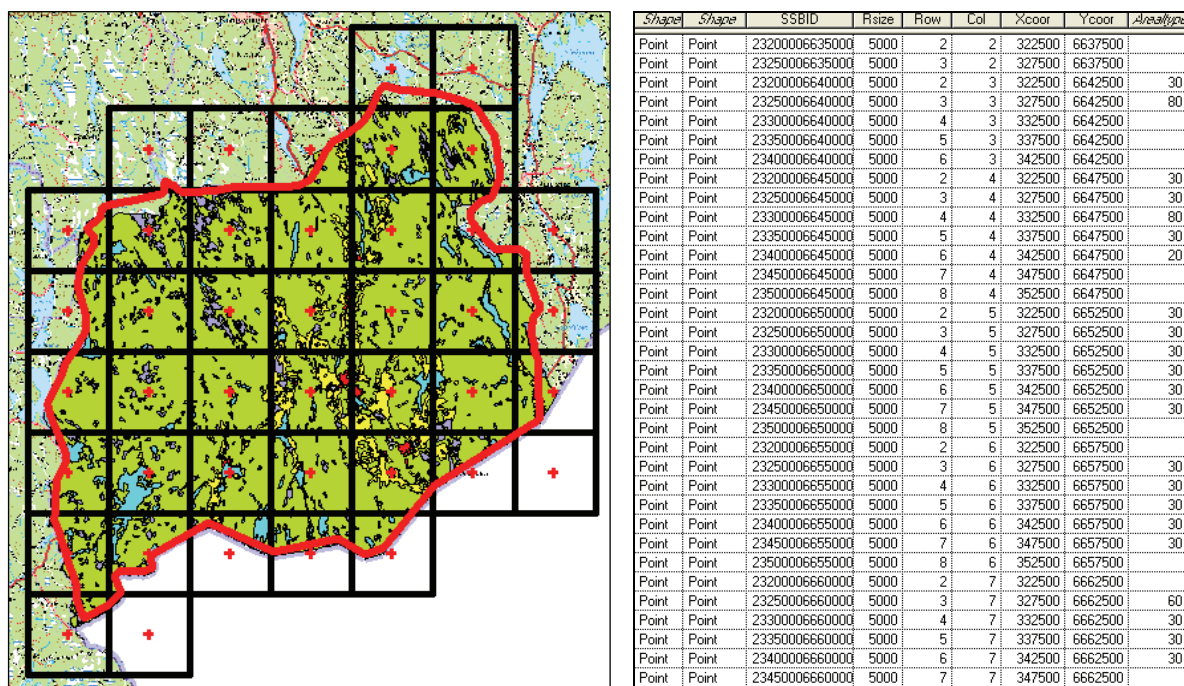 Shape Shape SSBID Rsize Row Col Xcoor Ycoor Arealtype
Point Point 23200006635000 5000 2 2 322500 6637500
Point Point 23250006635000 5000 3 2 327500 6637500
Point Point 23200006640000 5000 2 3 322500 6642500 30
Point Point 23250006640000 5000 3 3 327500 6642500 80
Point Point 23300006640000 5000 4 3 332500 6642500
Point Point 23350006640000 5000 5 3 337500 6642500
Point Point 23400006640000 5000 6 3 342500 6642500
Point Point 23200006645000 5000 2 4 322500 6647500 30
Point Point 23250006645000 5000 3 4 327500 6647500 30
Point Point 23300006645000 5000 4 4 332500 6647500 80
Point Point 23350006645000 5000 5 4 337500 6647500 30
Point Point 23400006645000 5000 6 4 342500 6647500 20
Point Point 23450006645000 5000 7 4 347500 6647500
Point Point 23500006645000 5000 8 4 352500 6647500
Point Point 23200006650000 5000 2 5 322500 6652500 30
Point Point 23250006650000 5000 3 5 327500 6652500 30
Point Point 23300006650000 5000 4 5 332500 6652500 30
Point Point 23350006650000 5000 5 5 337500 6652500 30
Point Point 23400006650000 5000 6 5 342500 6652500 30
Point Point 23450006650000 5000 7 5 347500 6652500 30
Point Point 23500006650000 5000 8 5 352500 6652500
Point Point 23200006655000 5000 2 6 322500 6657500
Point Point 23250006655000 5000 3 6 327500 6657500 30
Point Point 23300006655000 5000 4 6 332500 6657500 30
Point Point 23350006655000 5000 5 6 337500 6657500 30
Point Point 23400006655000 5000 6 6 342500 6657500 30
Point Point 23450006655000 5000 7 6 347500 6657500 30
Point Point 23500006655000 5000 8 6 352500 6657500
Point Point 23200006660000 5000 2 7 322500 6662500
Point Point 23250006660000 5000 3 7 327500 6662500 60
Point Point 23300006660000 5000 4 7 332500 6662500 30
Point Point 23350006660000 5000 5 7 337500 6662500 30
Point Point 23400006660000 5000 6 7 342500 6662500 30
Point Point 23450006660000 5000 7 7 347500 6662500